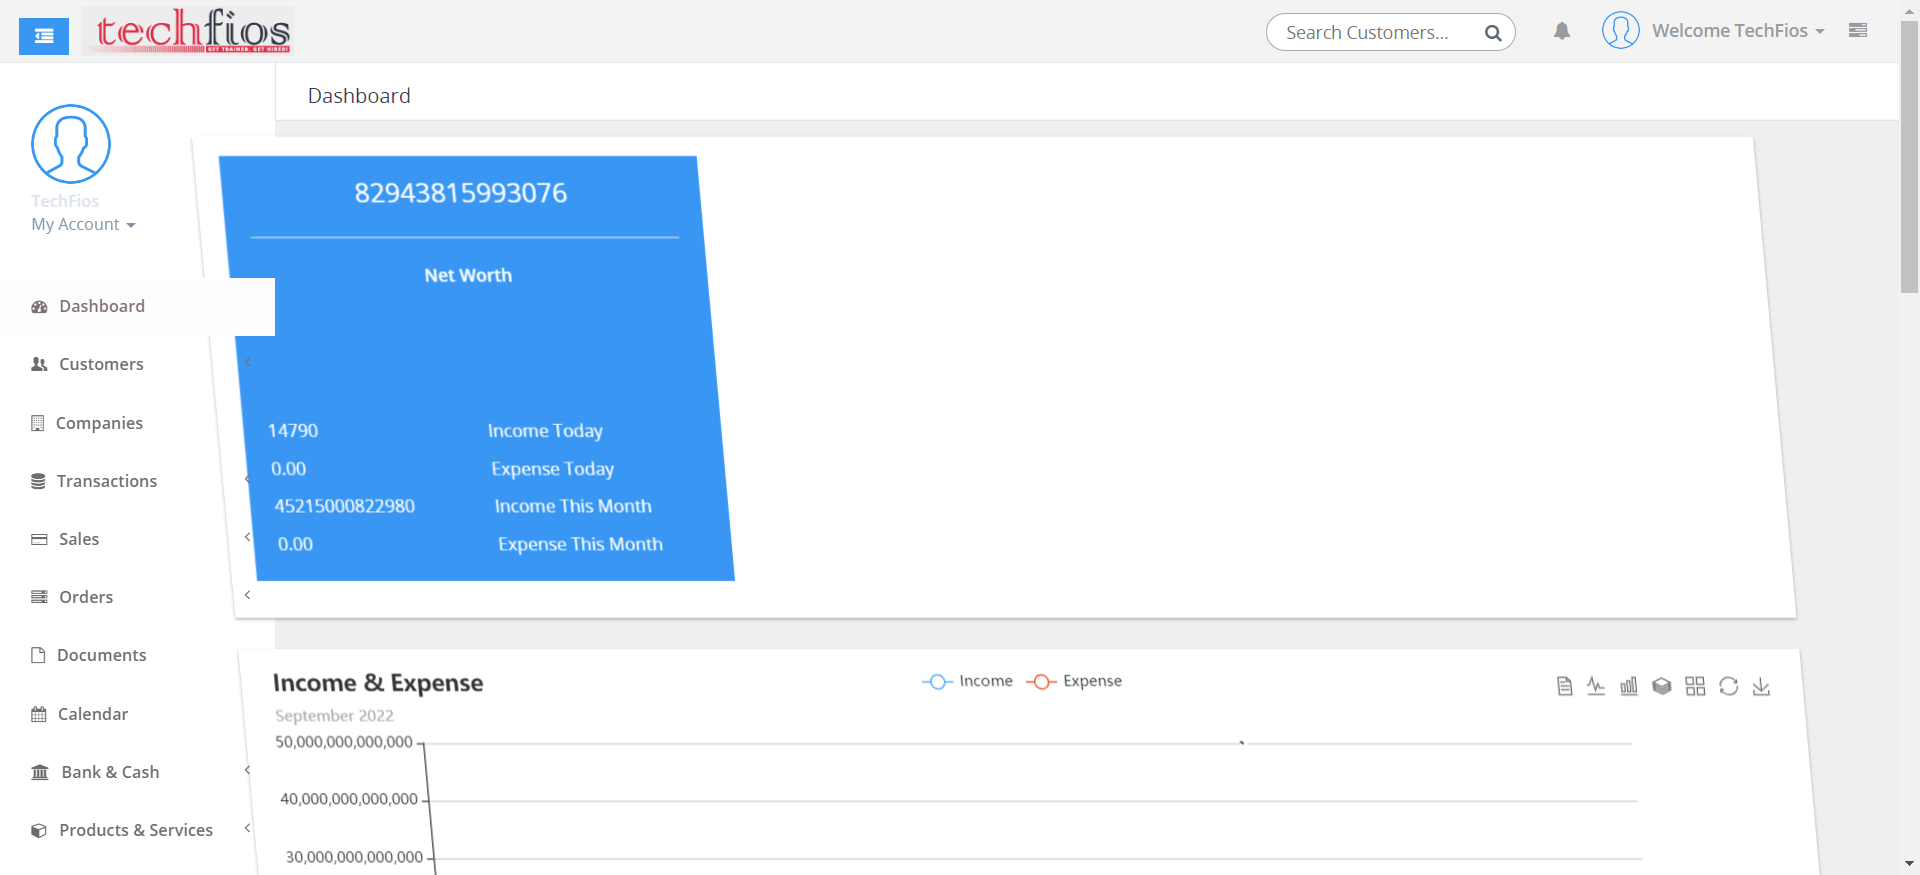 techfios
GET TRAINED. GET HIRED!
Search Customers...
Welcome TechFios
Dashboard
TechFios
My Account
Dashboard
Customers
Companies
Transactions
Sales
Orders
Documents
Calendar
Bank & Cash
Products & Services
82943815993076
Net Worth
14790 Income Today
0.00 Expense Today
45215000822980 Income This Month
0.00 Expense This Month
Income & Expense
September 2022
Income Expense
50,000,000,000,000
40,000,000,000,000
30,000,000,000,000